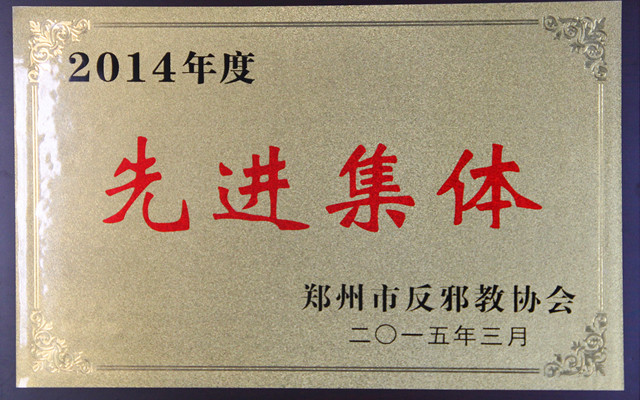 2014年度
先进集体
郑州市反邪教协会
二〇一五年三月